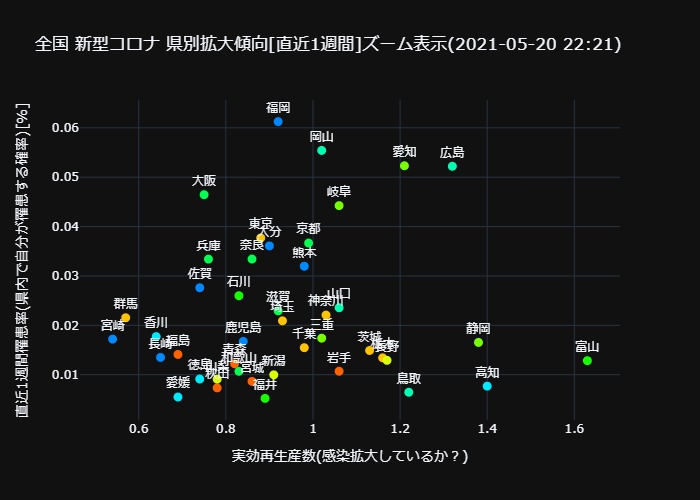 全国 新型コロナ 県別拡大傾向[直近1週間]ズーム表示(2021-05-20 22:21)
直近1週間罹患率(県内で自分が罹患する確率)[%]
0.06
0.05
0.04
0.03
0.02
0.01
福岡
岡山
愛知
広島
大阪
岐阜
東京
大分
京都
兵庫
奈良
熊本
佐賀
石川
滋賀
山口
神奈川
埼玉
群馬
宮崎
香川
鹿児島
三重
千葉
静岡
茨城
長野
長崎
福島
青森
和歌山
新潟
岩手
富山
徳島
秋田
宮城
愛媛
福井
鳥取
高知
0.6
0.8
1
1.2
1.4
1.6
実効再生産数(感染拡大しているか？)